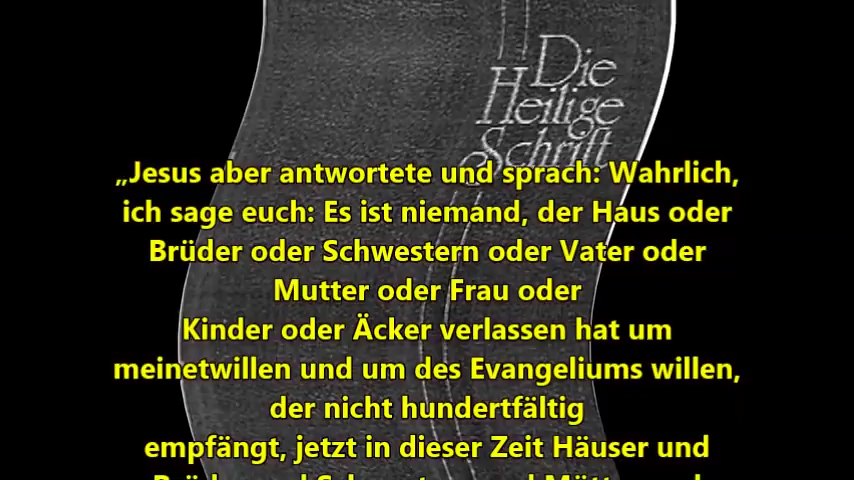 Die
Heilige
Schrift
„Jesus aber antwortete und sprach: Wahrlich,
ich sage euch: Es ist niemand, der Haus oder
Brüder oder Schwestern oder Vater oder
Mutter oder Frau oder
Kinder oder Äcker verlassen hat um
meinetwillen und um des Evangeliums willen,
der nicht hundertfältig
empfängt, jetzt in dieser Zeit Häuser und